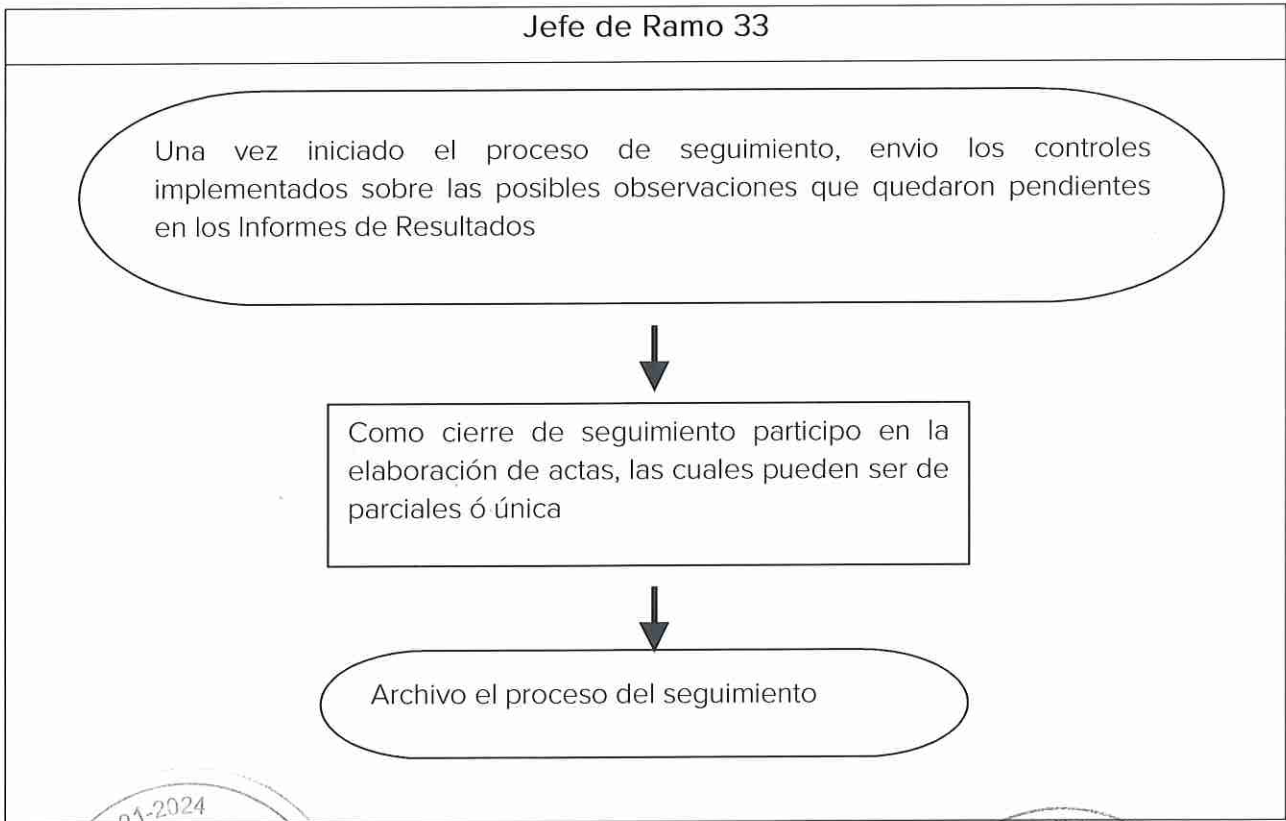 Jefe de Ramo 33
Una vez iniciado el proceso de seguimiento, envio los controles
implementados sobre las posibles observaciones que quedaron pendientes
en los Informes de Resultados
Como cierre de seguimiento participo en la
elaboración de actas, las cuales pueden ser de
parciales ó única
Archivo el proceso del seguimiento
01-2024